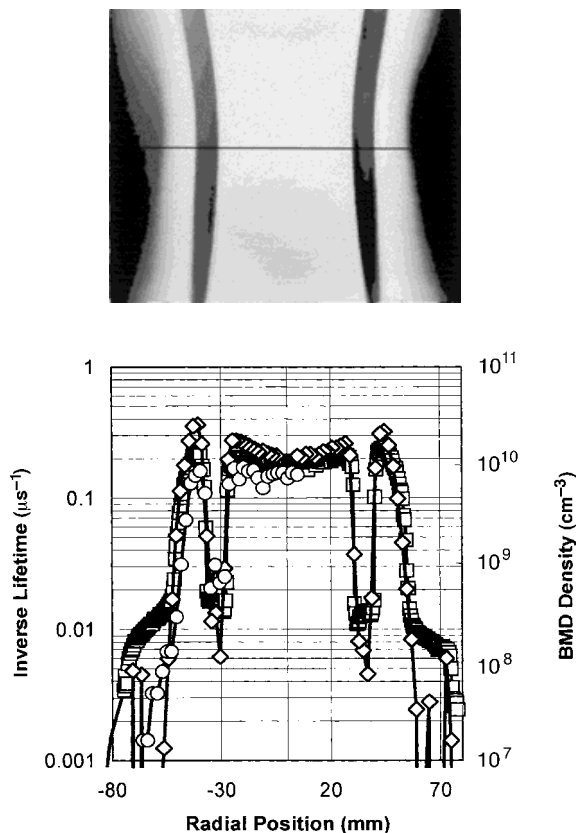 1
0.1
0.01
0.001
10¹¹
10¹⁰
10⁹
10⁸
10⁷
Inverse Lifetime (μs⁻¹)
BMD Density (cm⁻³)
-80 -30 20 70
Radial Position (mm)